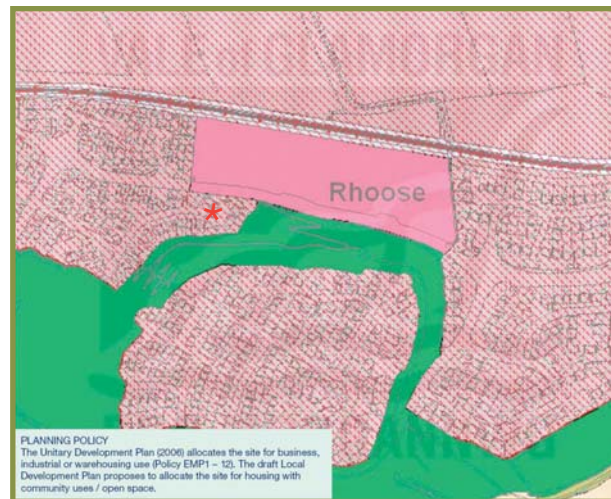 Rhoose
PLANNING POLICY
The Unitary Development Plan (2006) allocates the site for business,
industrial or warehousing use (Policy EMP1 – 12). The draft Local
Development Plan proposes to allocate the site for housing with
community uses / open space.